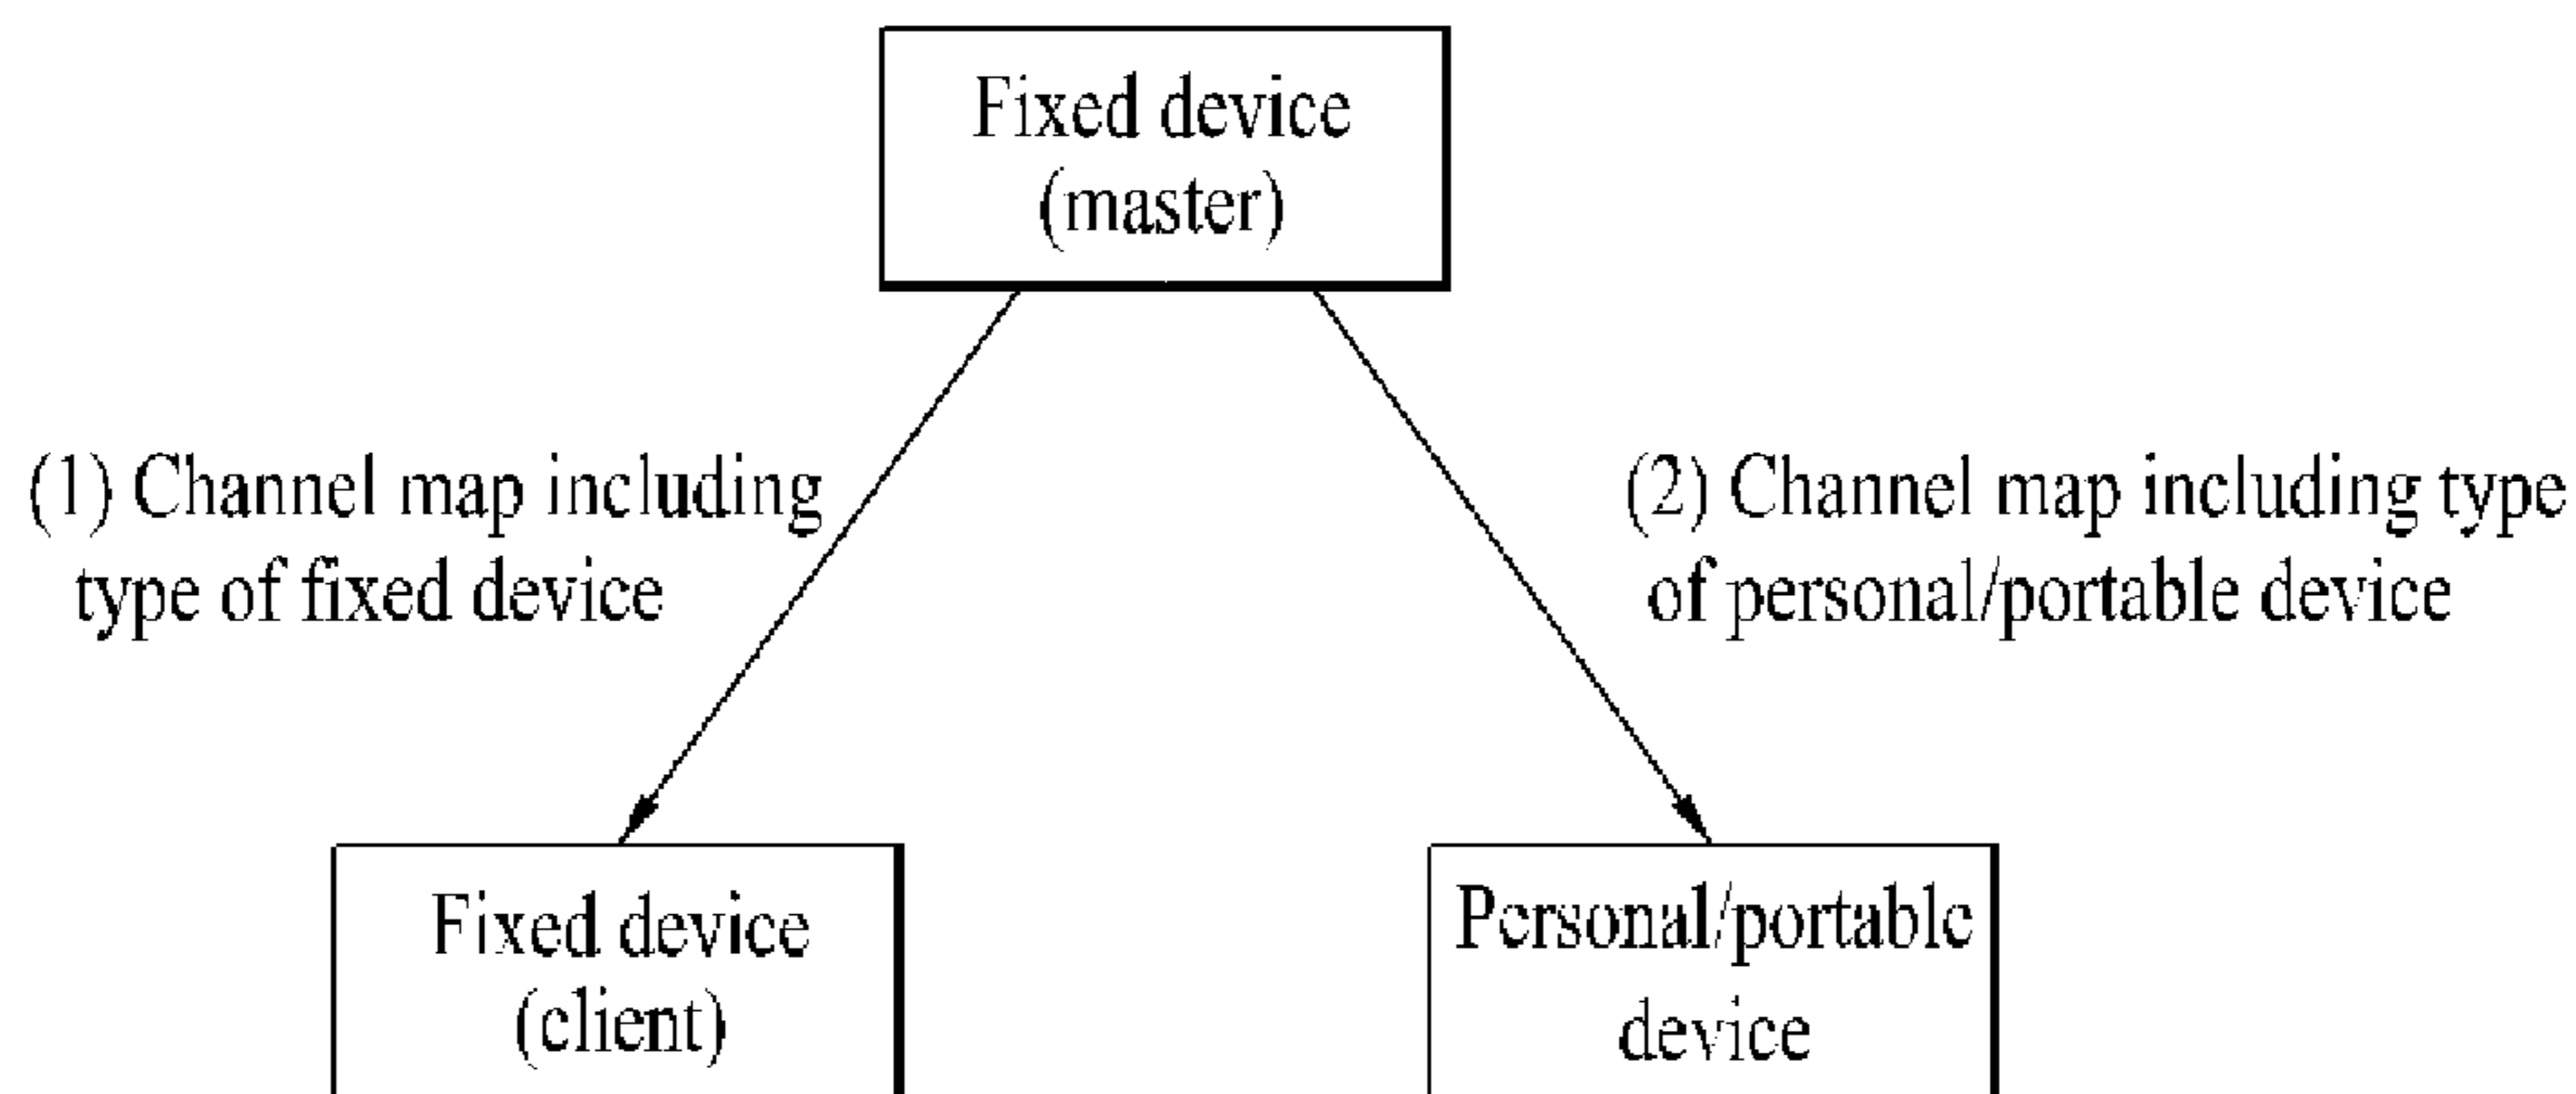 Fixed device
(master)
(1) Channel map including
type of fixed device
(2) Channel map including type
of personal/portable device
Fixed device
(client)
Personal/portable
device